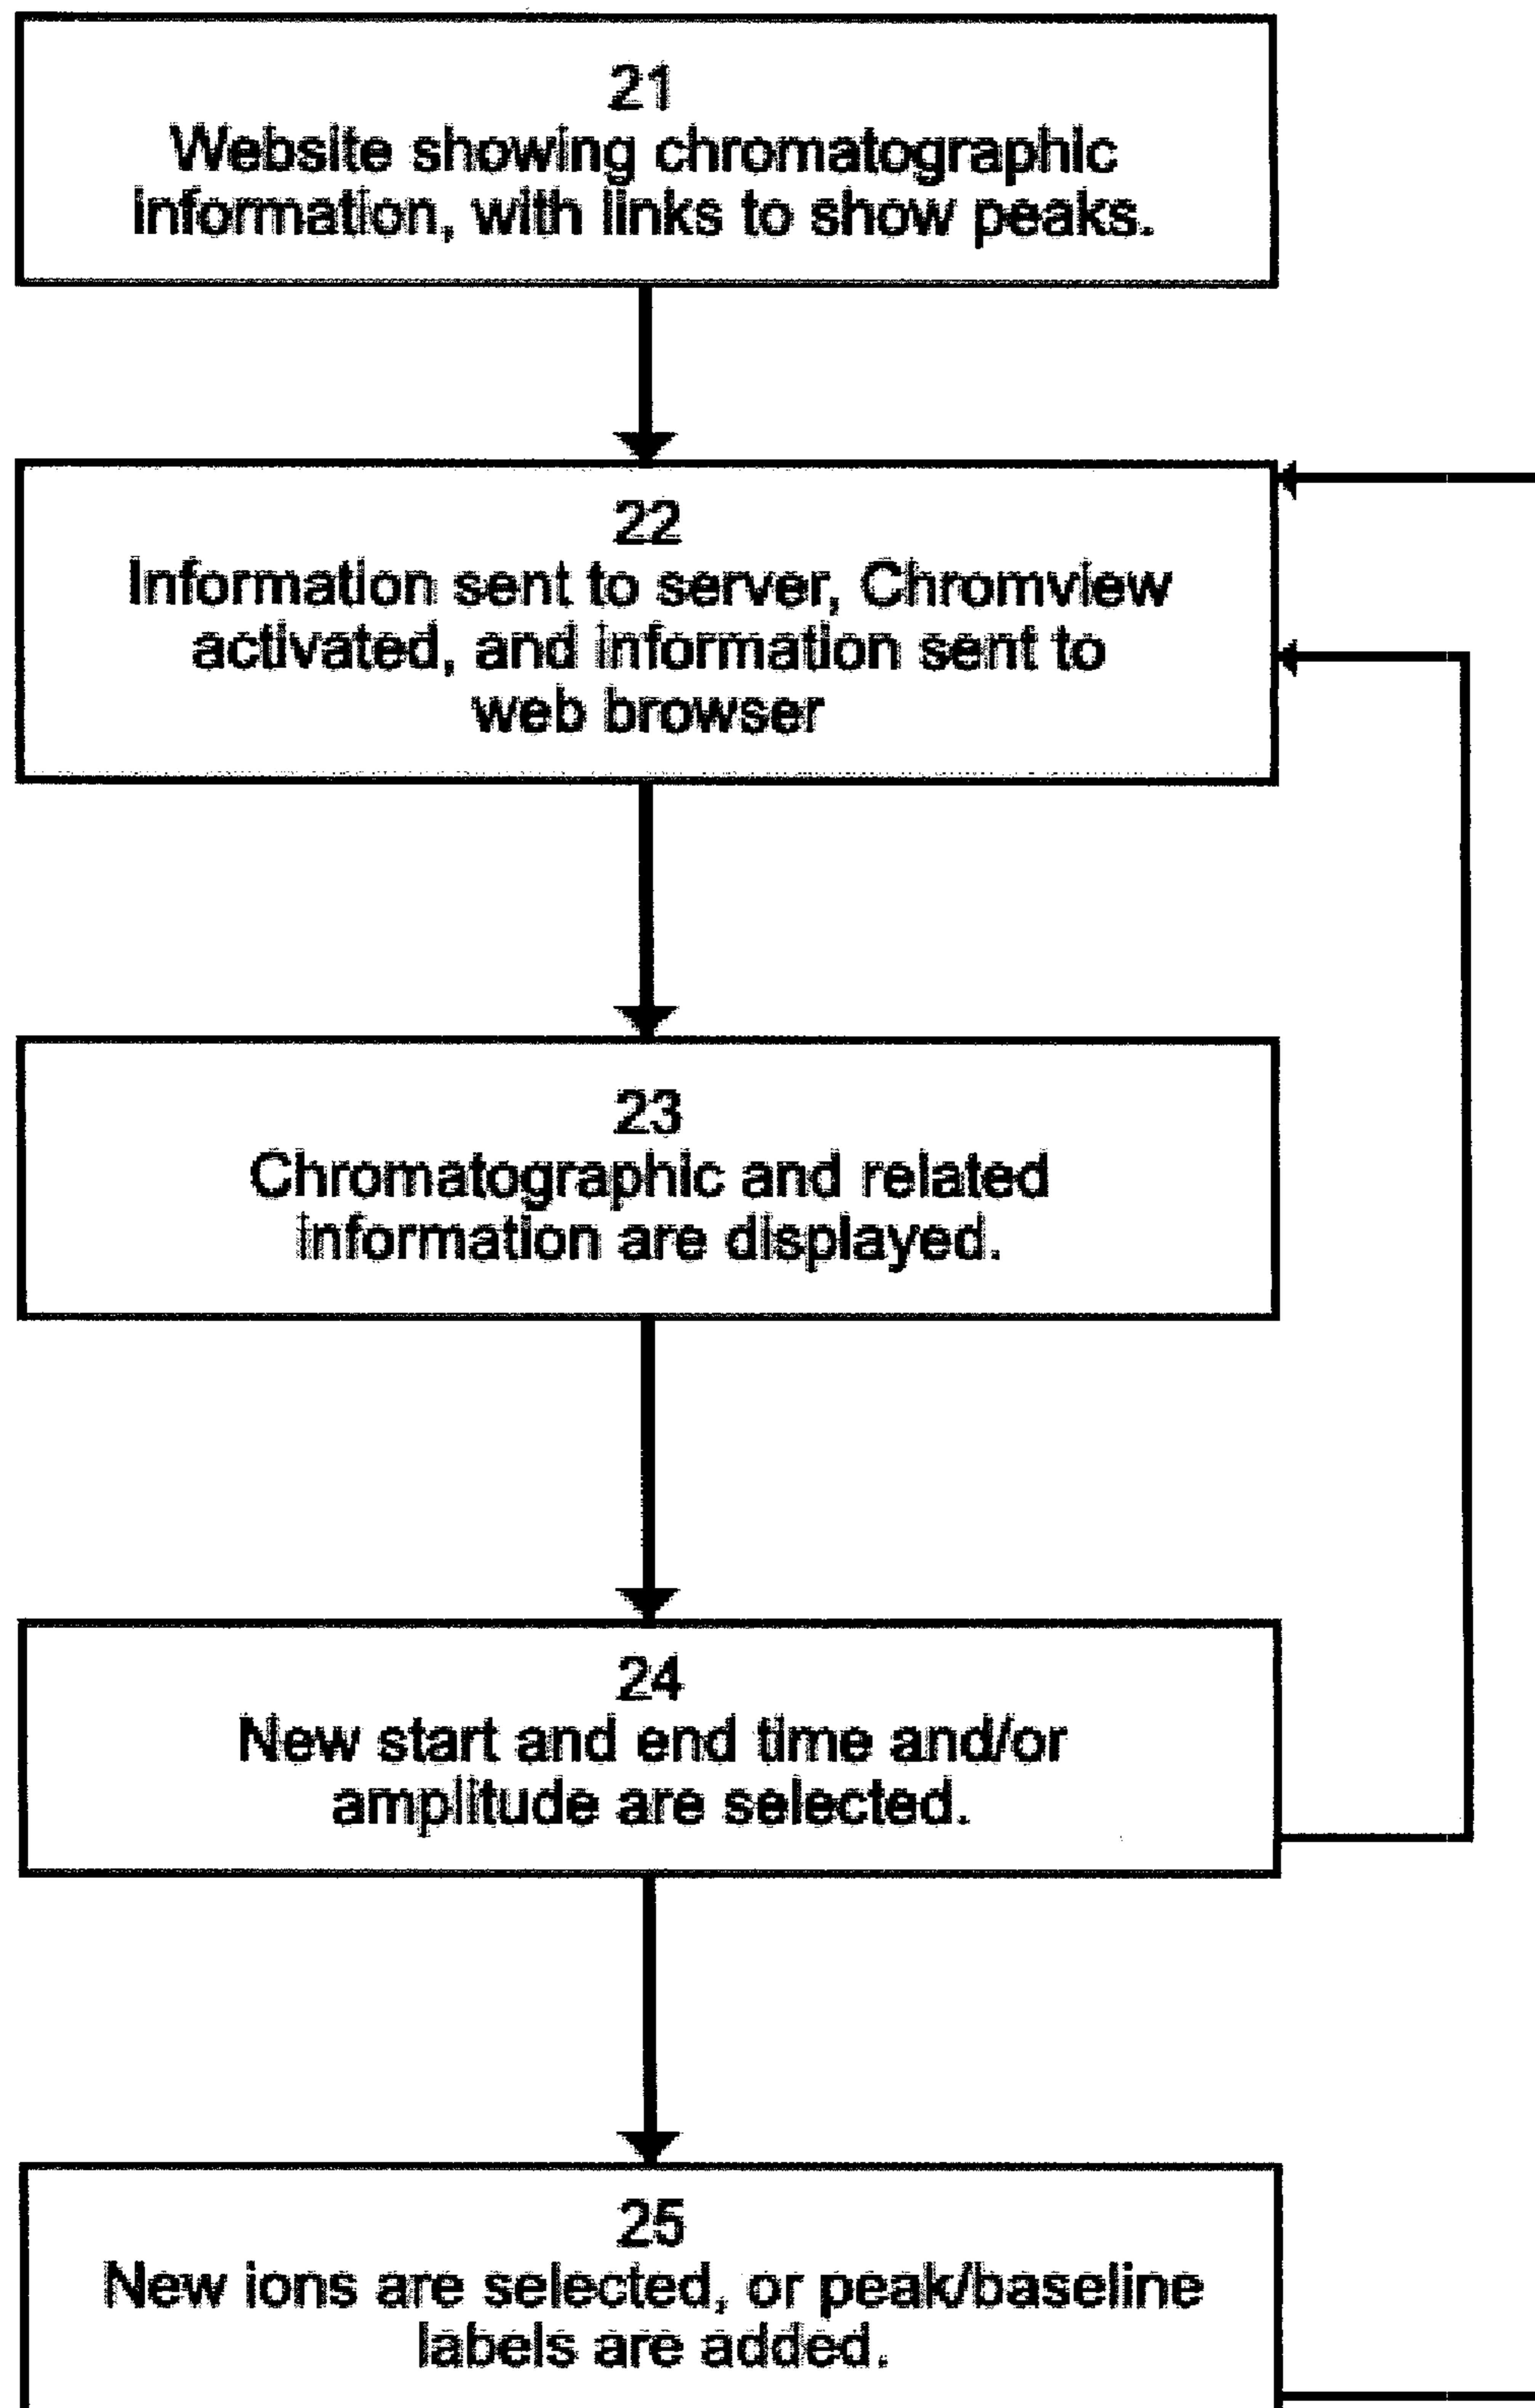 21
Website showing chromatographic
information, with links to show peaks.
22
Information sent to server, Chromview
activated, and information sent to
web browser
23
Chromatographic and related
information are displayed.
24
New start and end time and/or
amplitude are selected.
25
New ions are selected, or peak/baseline
labels are added.